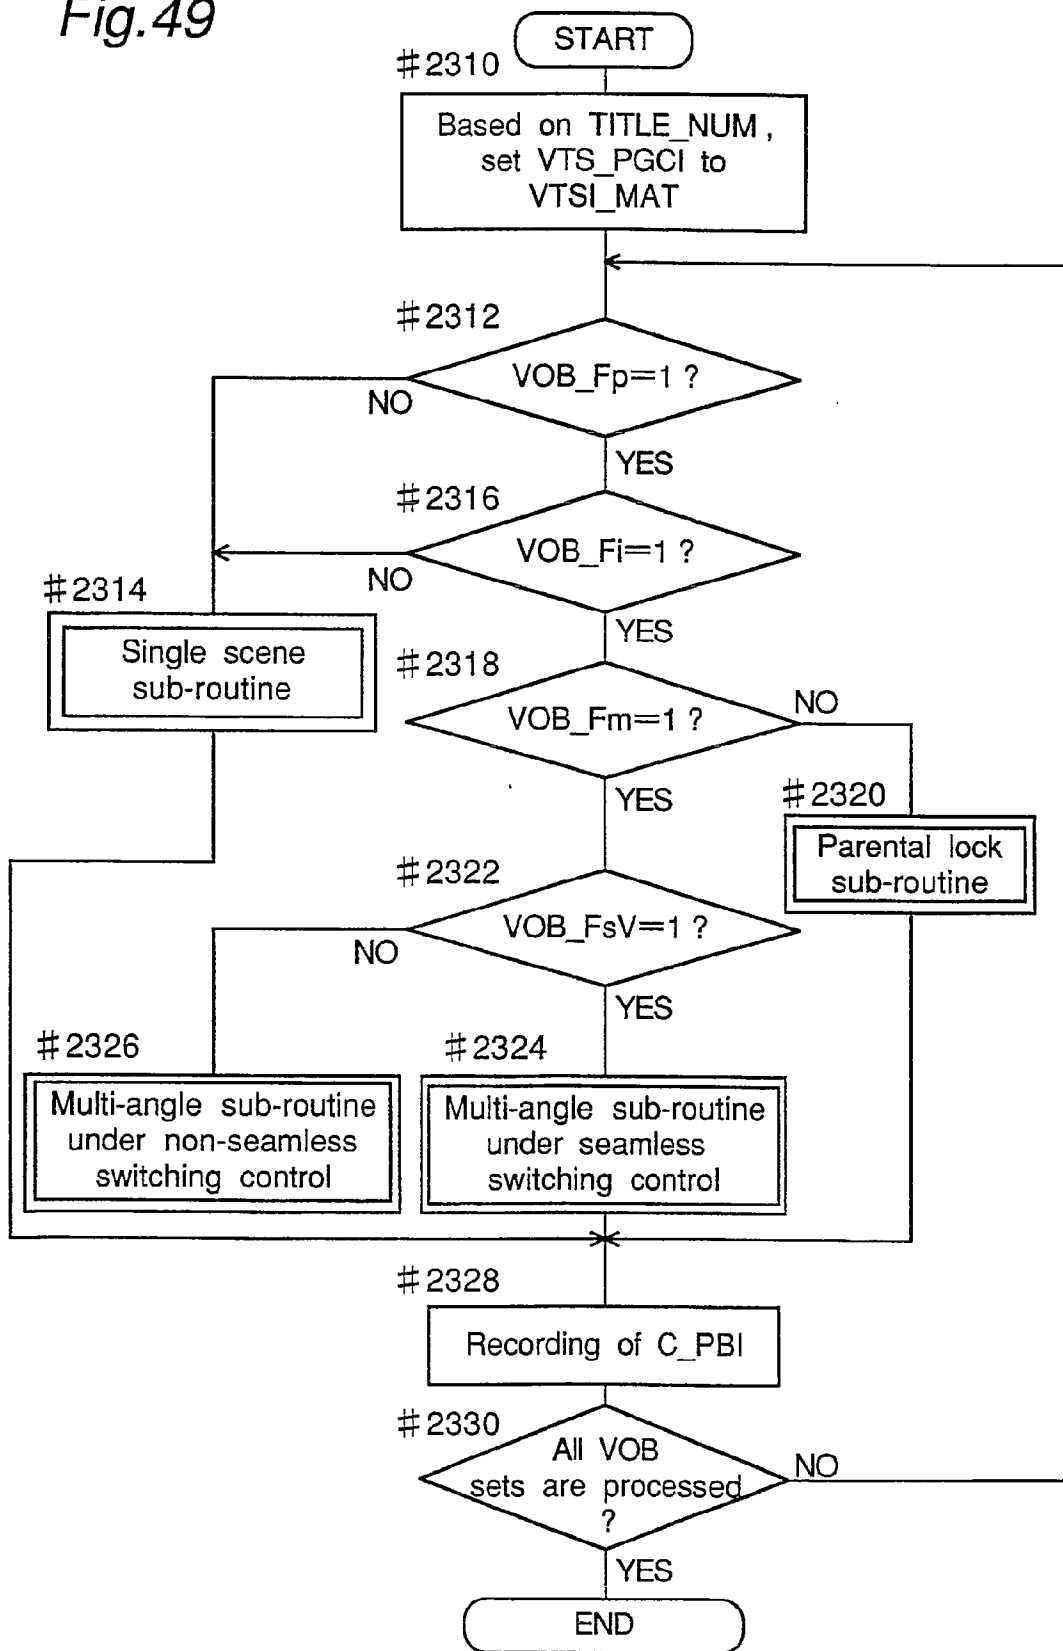 Fig.49
START
#2310
Based on TITLE_NUM,
set VTS_PGCI to
VTSI_MAT
#2312
VOB_Fp=1 ?
NO
YES
#2316
VOB_Fi=1 ?
NO
YES
#2314
Single scene
sub-routine
#2318
VOB_Fm=1 ?
NO
YES
#2320
Parental lock
sub-routine
#2322
VOB_FsV=1 ?
NO
YES
#2326
Multi-angle sub-routine
under non-seamless
switching control
#2324
Multi-angle sub-routine
under seamless
switching control
#2328
Recording of C_PBI
#2330
All VOB
sets are processed
?
NO
YES
END